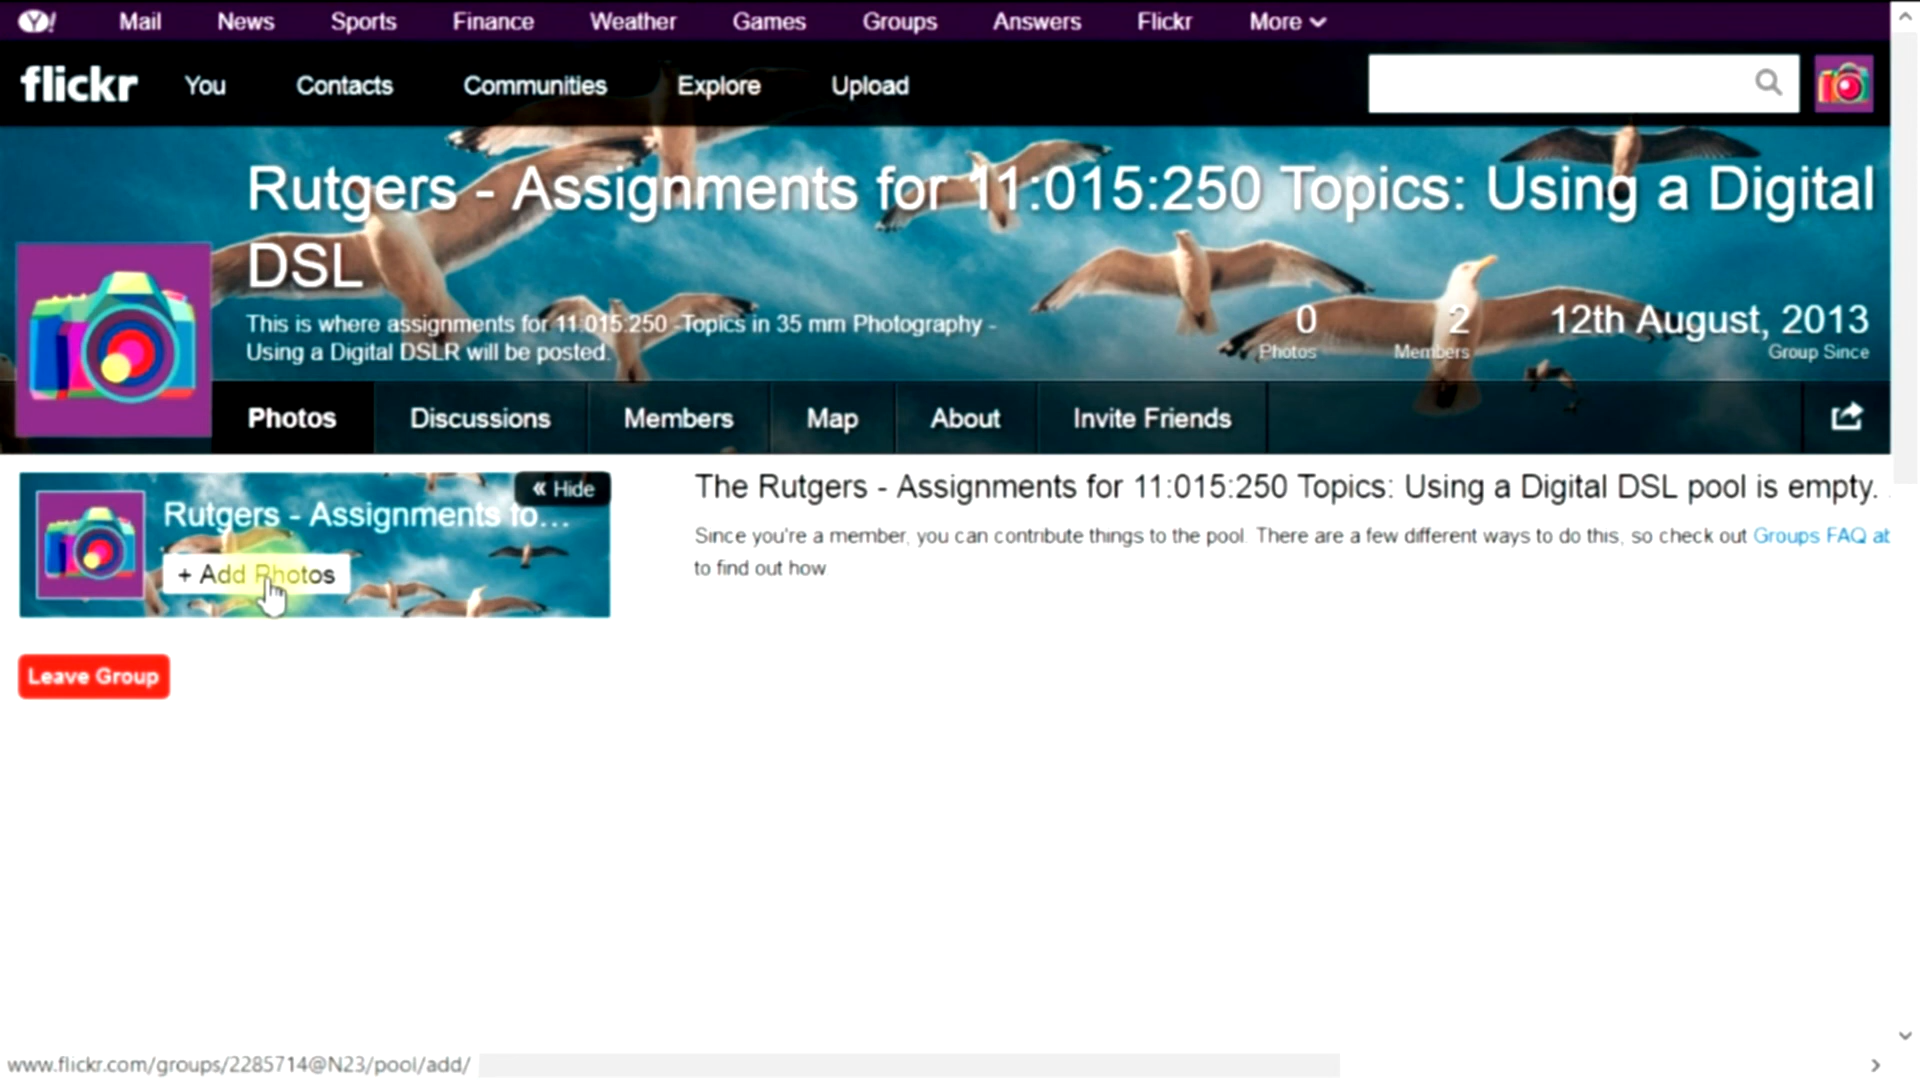 Y! Mail News Sports Finance Weather Games Groups Answers Flickr More
flickr You Contacts Communities Explore Upload
Rutgers - Assignments for 11:015:250 Topics: Using a Digital
DSL
This is where assignments for 11:015:250 -Topics in 35 mm Photography -
Using a Digital DSLR will be posted.
0 2 12th August, 2013
Photos Members Group Since
Photos Discussions Members Map About Invite Friends
« Hide
Rutgers - Assignments fo...
+ Add Photos
Leave Group
The Rutgers - Assignments for 11:015:250 Topics: Using a Digital DSL pool is empty.
Since you're a member, you can contribute things to the pool. There are a few different ways to do this, so check out Groups FAQ at
to find out how
www.flickr.com/groups/2285714@N23/pool/add/